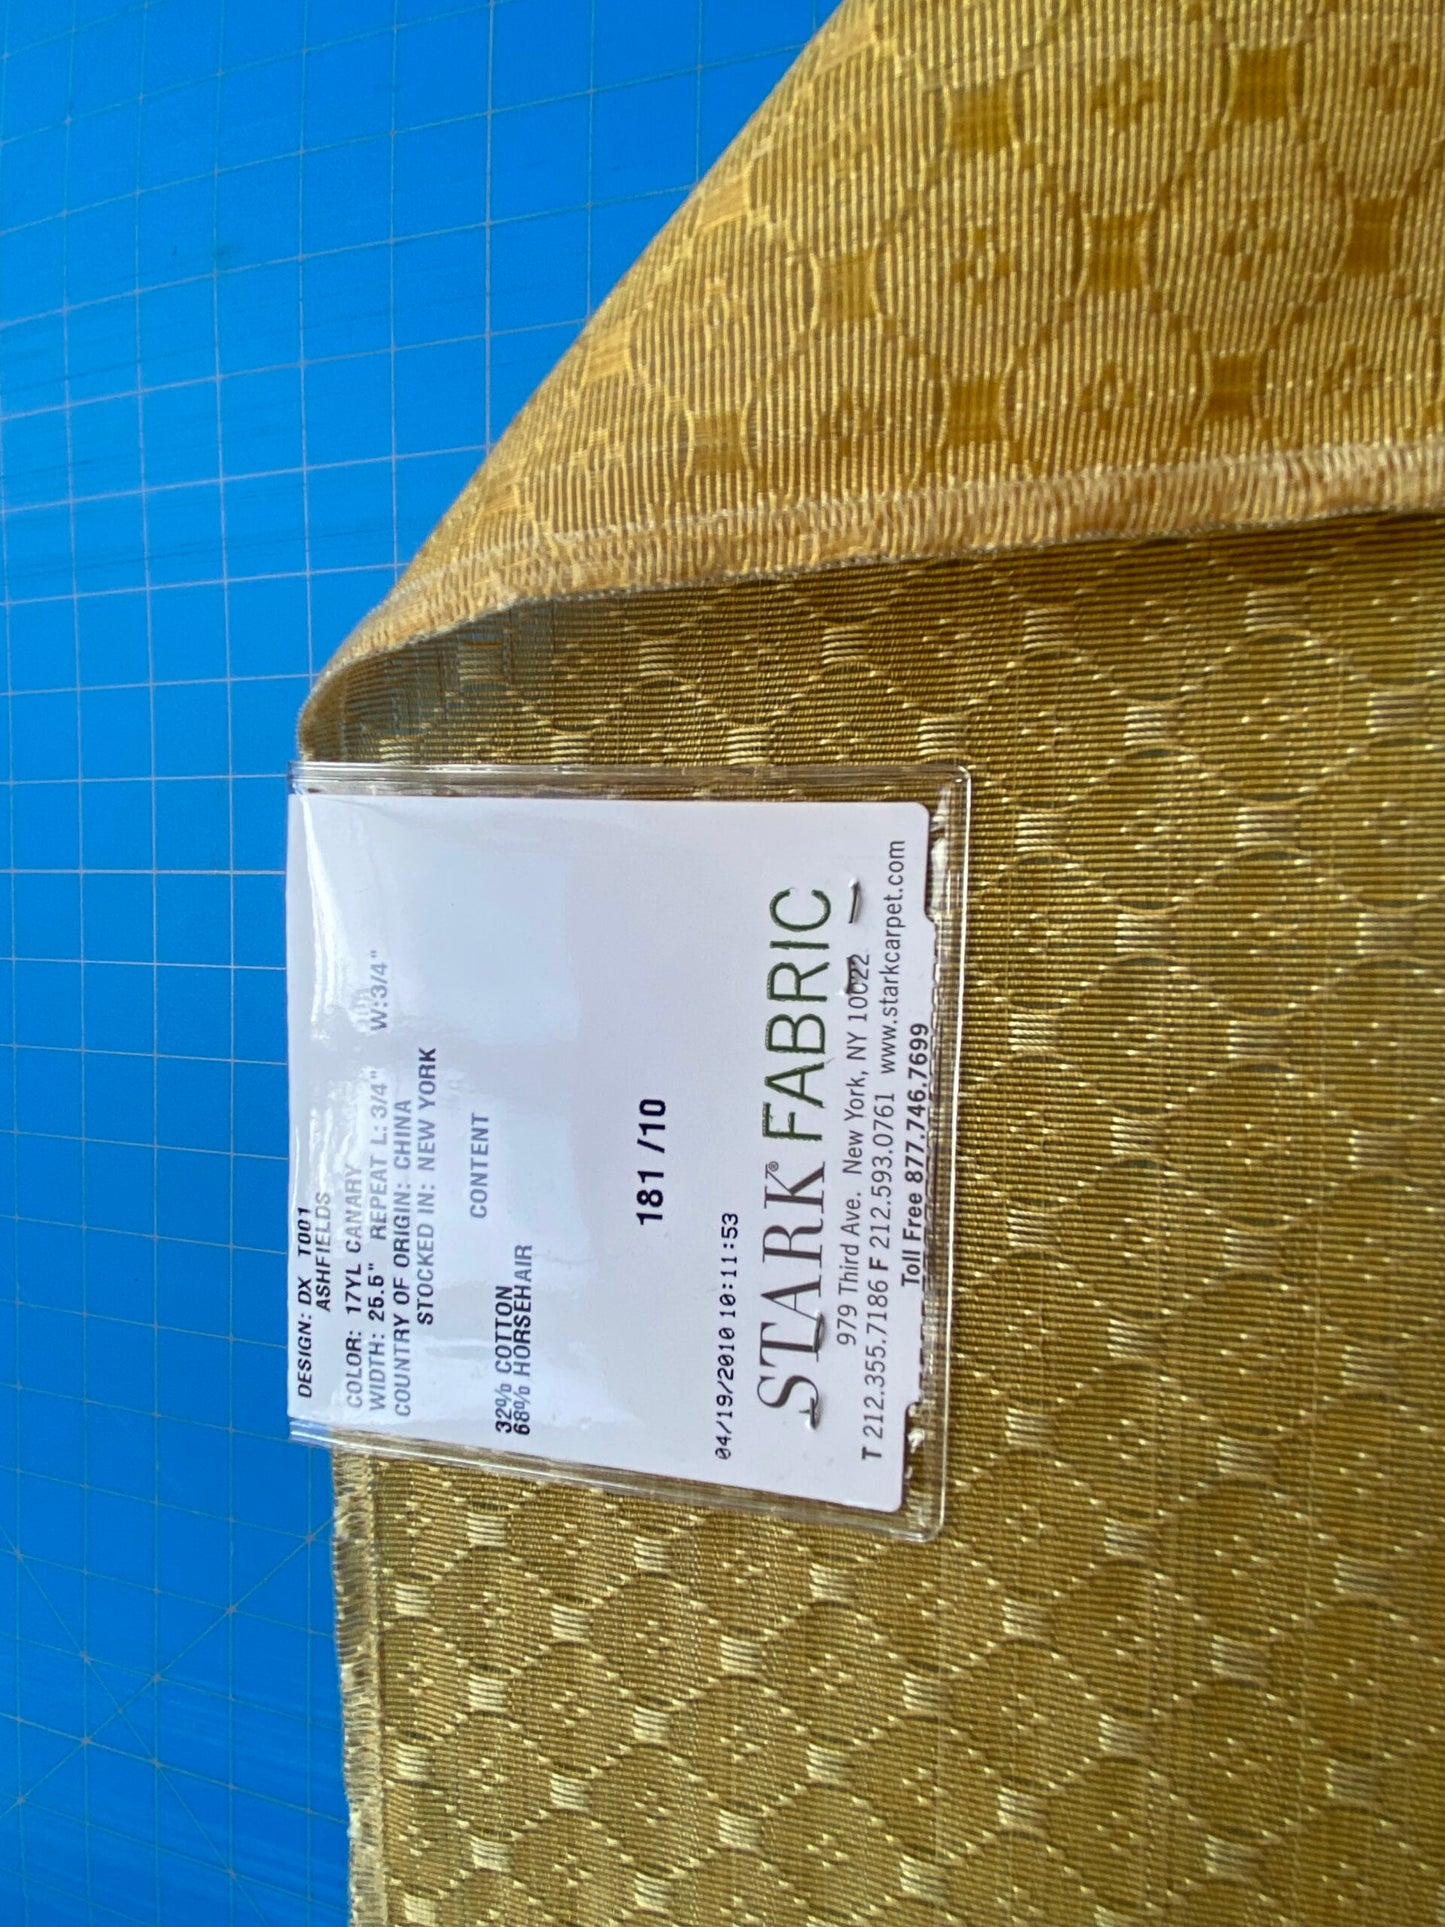 DESIGN: DX T001
ASHFIELDS
COLOR: 17YL CANARY
WIDTH: 25.5" REPEAT L: 3/4" W:3/4"
COUNTRY OF ORIGIN: CHINA
STOCKED IN: NEW YORK
CONTENT
32% COTTON
68% HORSEHAIR
181 /10
04/19/2010 10:11:53
STARK® FABRIC
979 Third Ave. New York, NY 10022
T 212.355.7186 F 212.593.0761 www.starkcarpet.com
Toll Free 877.746.7699